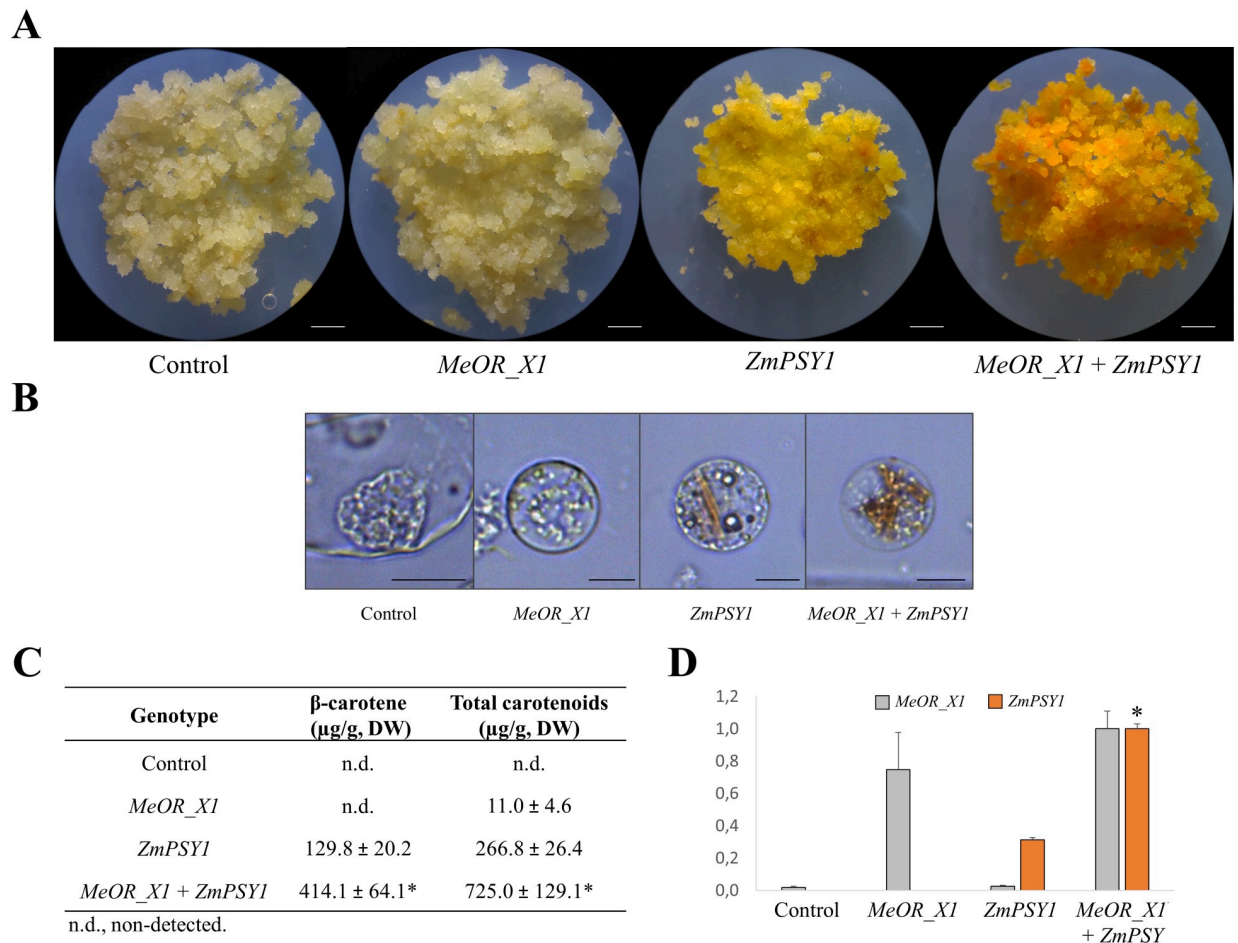 A
Control
MeOR_X1
ZmPSY1
MeOR_X1 + ZmPSY1
B
Control
MeOR_X1
ZmPSY1
MeOR_X1 + ZmPSY1
C
Genotype β-carotene (μg/g, DW) Total carotenoids (μg/g, DW)
Control n.d. n.d.
MeOR_X1 n.d. 11.0 ± 4.6
ZmPSY1 129.8 ± 20.2 266.8 ± 26.4
MeOR_X1 + ZmPSY1 414.1 ± 64.1* 725.0 ± 129.1*
n.d., non-detected.
D
MeOR_X1 ZmPSY1
*
1,2
1,0
0,8
0,6
0,4
0,2
0,0
Control MeOR_X1 ZmPSY1 MeOR_X1
+ ZmPSY